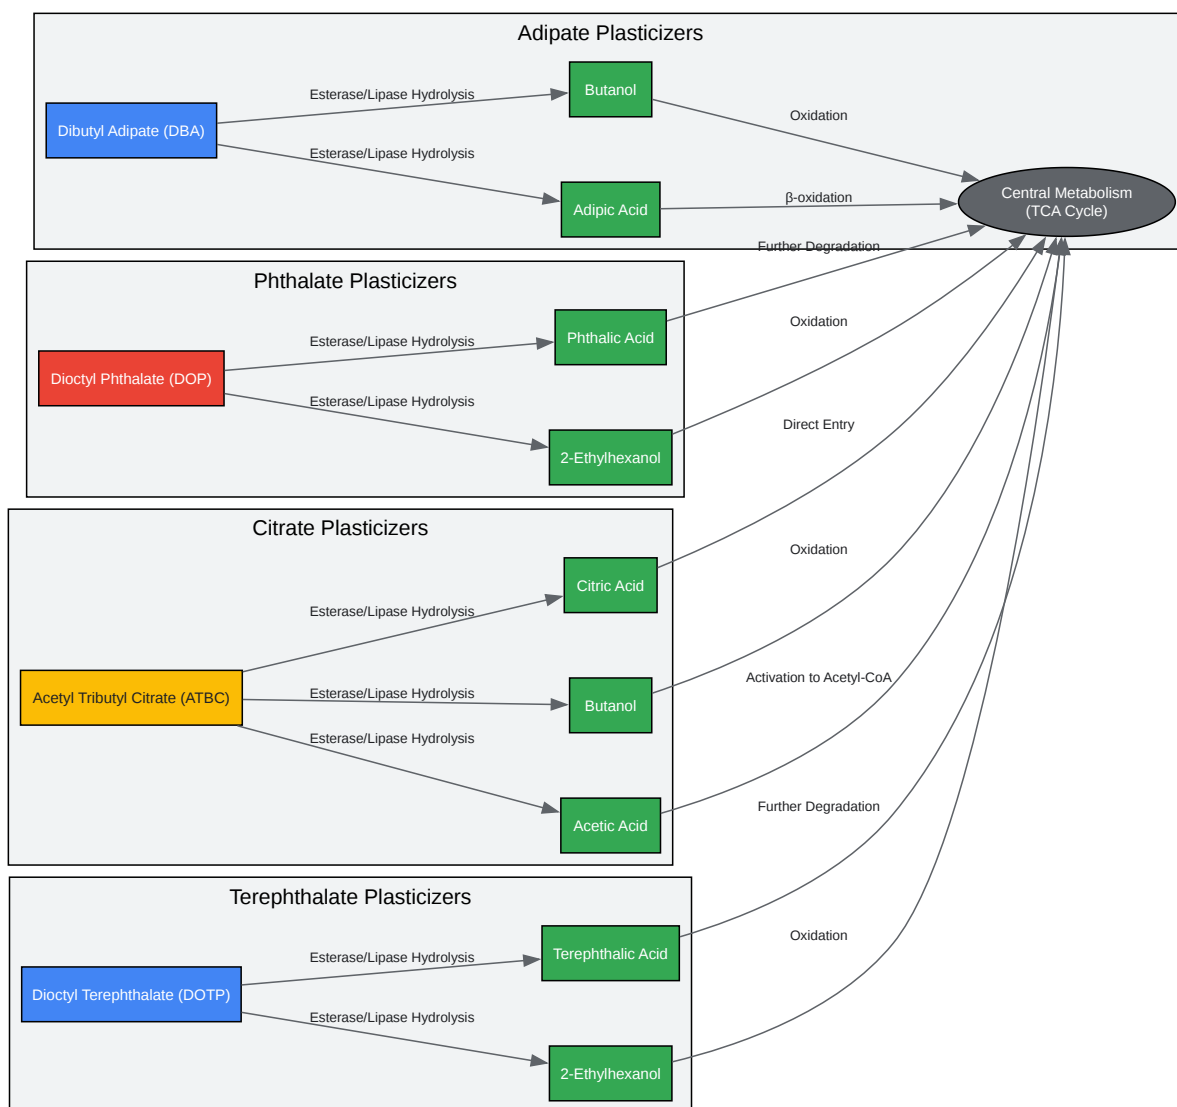 Adipate Plasticizers
Dibutyl Adipate (DBA)
Esterase/Lipase Hydrolysis
Esterase/Lipase Hydrolysis
Butanol
Adipic Acid
Oxidation
β-oxidation
Central Metabolism
(TCA Cycle)
Further Degradation
Phthalate Plasticizers
Dioctyl Phthalate (DOP)
Esterase/Lipase Hydrolysis
Esterase/Lipase Hydrolysis
Phthalic Acid
2-Ethylhexanol
Oxidation
Direct Entry
Citrate Plasticizers
Acetyl Tributyl Citrate (ATBC)
Esterase/Lipase Hydrolysis
Esterase/Lipase Hydrolysis
Esterase/Lipase Hydrolysis
Citric Acid
Butanol
Acetic Acid
Oxidation
Activation to Acetyl-CoA
Further Degradation
Terephthalate Plasticizers
Dioctyl Terephthalate (DOTP)
Esterase/Lipase Hydrolysis
Esterase/Lipase Hydrolysis
Terephthalic Acid
2-Ethylhexanol
Oxidation